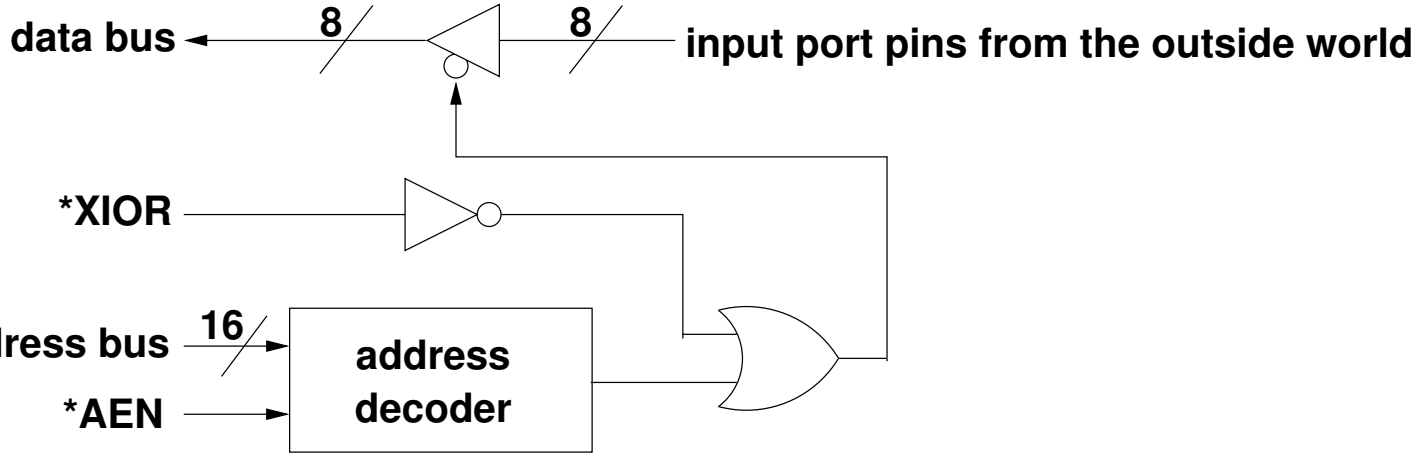 data bus
8
8
input port pins from the outside world
*XIOR
dress bus
16
address
decoder
*AEN